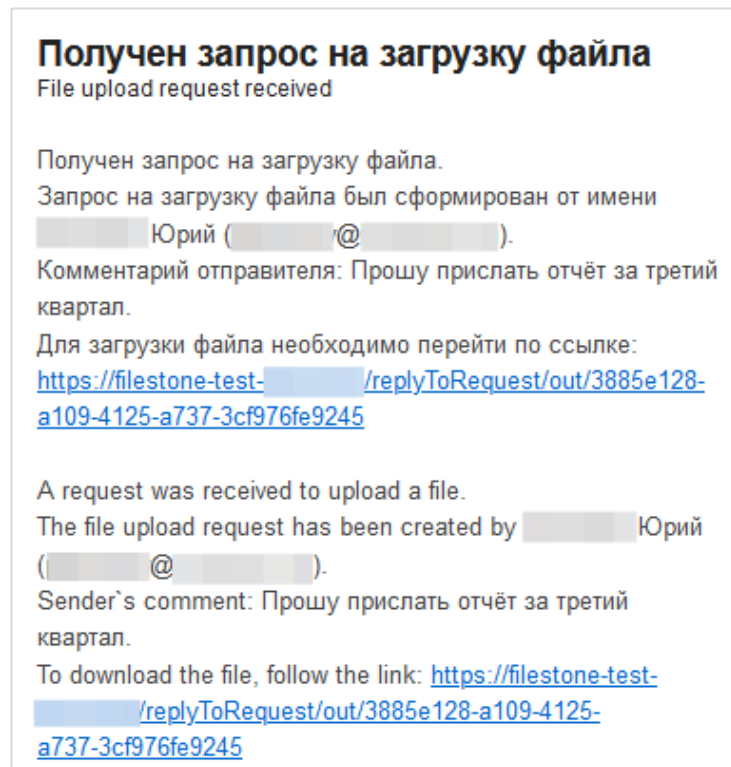 Получен запрос на загрузку файла
File upload request received
Получен запрос на загрузку файла.
Запрос на загрузку файла был сформирован от имени
Юрий ( @ ).
Комментарий отправителя: Прошу прислать отчёт за третий
квартал.
Для загрузки файла необходимо перейти по ссылке:
https://filestone-test- /replyToRequest/out/3885e128-
a109-4125-a737-3cf976fe9245
A request was received to upload a file.
The file upload request has been created by Юрий
( @ ).
Sender`s comment: Прошу прислать отчёт за третий
квартал.
To download the file, follow the link: https://filestone-test-
/replyToRequest/out/3885e128-a109-4125-
a737-3cf976fe9245